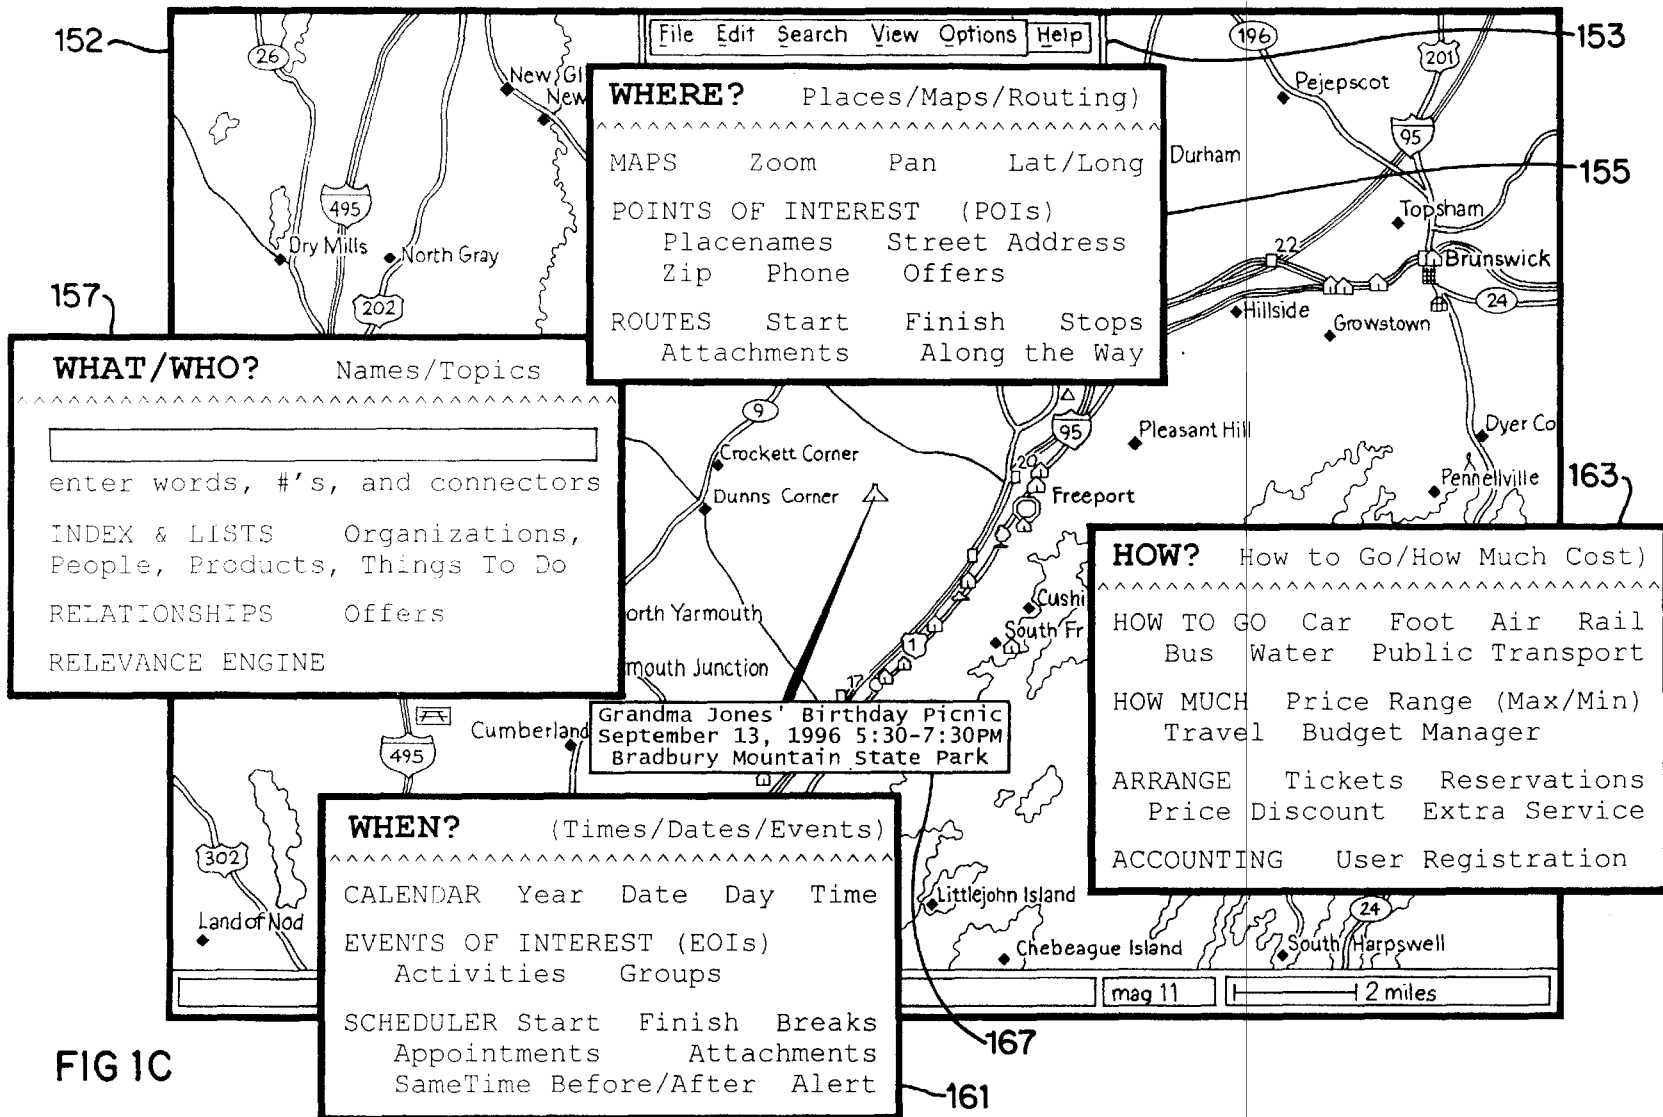 152
153
155
157
163
167
161
File Edit Search View Options Help
26
196
201
95
New Gl
New
Pejepscot
Durham
495
Dry Mills
North Gray
202
Topsham
22
Brunswick
24
Hillside
Growstown
WHERE? Places/Maps/Routing)
^^^^^^^^^^^^^^^^^^^^^^^^^^^^^^^^^
MAPS Zoom Pan Lat/Long
POINTS OF INTEREST (POIs)
Placenames Street Address
Zip Phone Offers
ROUTES Start Finish Stops
Attachments Along the Way
WHAT/WHO? Names/Topics
^^^^^^^^^^^^^^^^^^^^^^^^^^^^^^^^^
enter words, #'s, and connectors
INDEX & LISTS Organizations,
People, Products, Things To Do
RELATIONSHIPS Offers
RELEVANCE ENGINE
9
95
Crockett Corner
Dunns Corner
20
Freeport
Pleasant Hill
Dyer Co
Pennellville
orth Yarmouth
mouth Junction
1
17
Cushi
South Fr
HOW? How to Go/How Much Cost)
^^^^^^^^^^^^^^^^^^^^^^^^^^^^^^^^^
HOW TO GO Car Foot Air Rail
Bus Water Public Transport
HOW MUCH Price Range (Max/Min)
Travel Budget Manager
ARRANGE Tickets Reservations
Price Discount Extra Service
ACCOUNTING User Registration
Grandma Jones' Birthday Picnic
September 13, 1996 5:30-7:30PM
Bradbury Mountain State Park
Cumberland
495
302
Land of Nod
WHEN? (Times/Dates/Events)
^^^^^^^^^^^^^^^^^^^^^^^^^^^^^^^^^
CALENDAR Year Date Day Time
EVENTS OF INTEREST (EOIs)
Activities Groups
SCHEDULER Start Finish Breaks
Appointments Attachments
SameTime Before/After Alert
Littlejohn Island
Chebeague Island
24
South Harpswell
mag 11
2 miles
FIG 1C